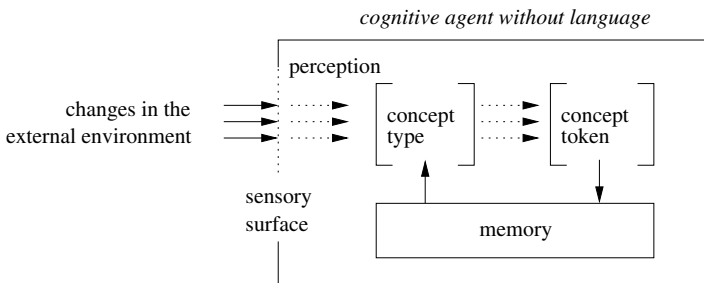 cognitive agent without language
perception
changes in the
external environment
concept
type
concept
token
sensory
surface
memory